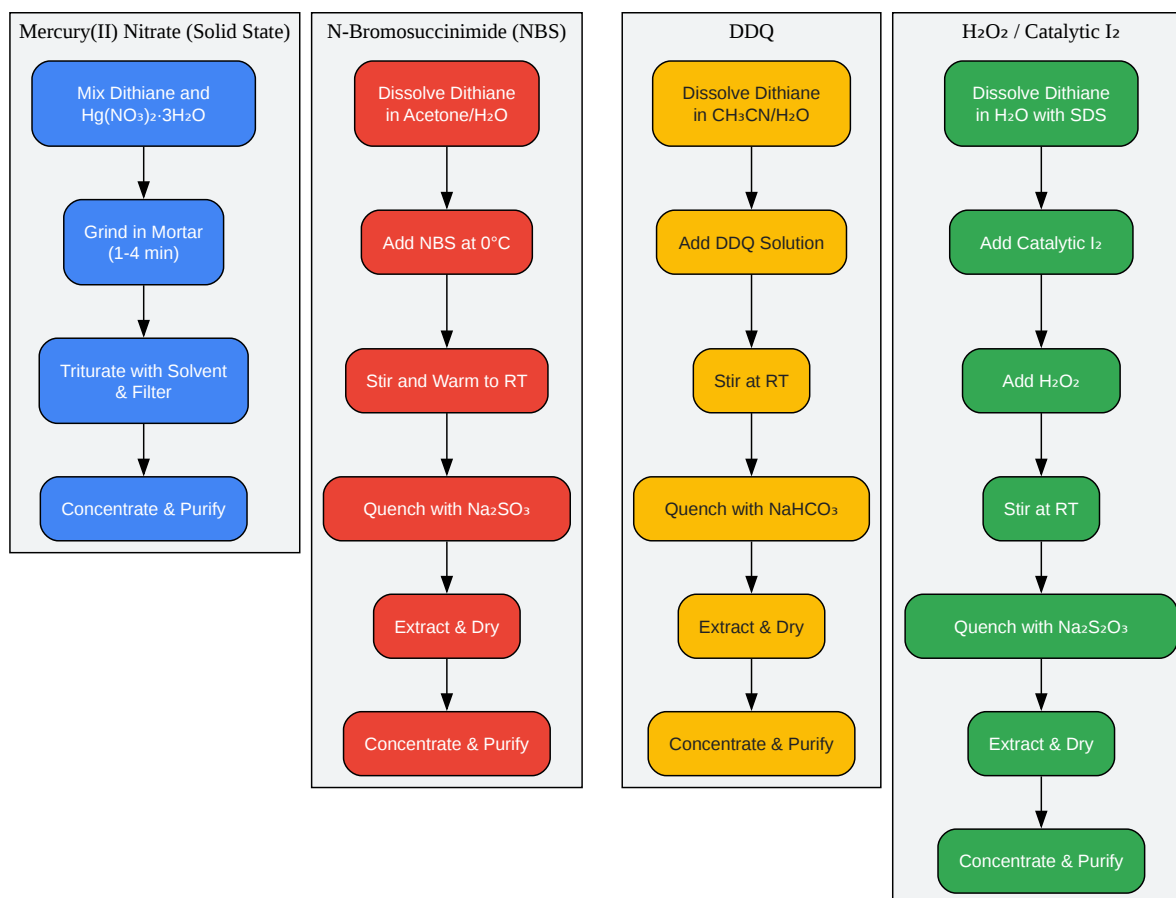 Mercury(II) Nitrate (Solid State)
Mix Dithiane and
Hg(NO₃)₂·3H₂O
Grind in Mortar
(1-4 min)
Triturate with Solvent
& Filter
Concentrate & Purify
N-Bromosuccinimide (NBS)
Dissolve Dithiane
in Acetone/H₂O
Add NBS at 0°C
Stir and Warm to RT
Quench with Na₂SO₃
Extract & Dry
Concentrate & Purify
DDQ
Dissolve Dithiane
in CH₃CN/H₂O
Add DDQ Solution
Stir at RT
Quench with NaHCO₃
Extract & Dry
Concentrate & Purify
H₂O₂ / Catalytic I₂
Dissolve Dithiane
in H₂O with SDS
Add Catalytic I₂
Add H₂O₂
Stir at RT
Quench with Na₂S₂O₃
Extract & Dry
Concentrate & Purify